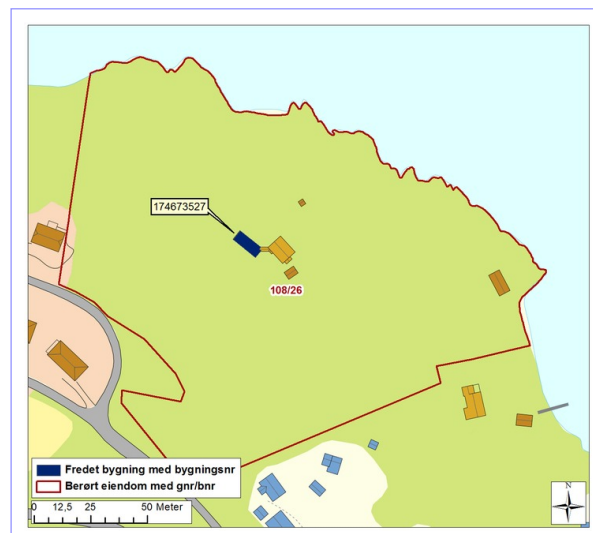 174673527
108/26
Fredet bygning med bygningsnr
Berørt eiendom med gnr/bnr
0 12,5 25 50 Meter
N